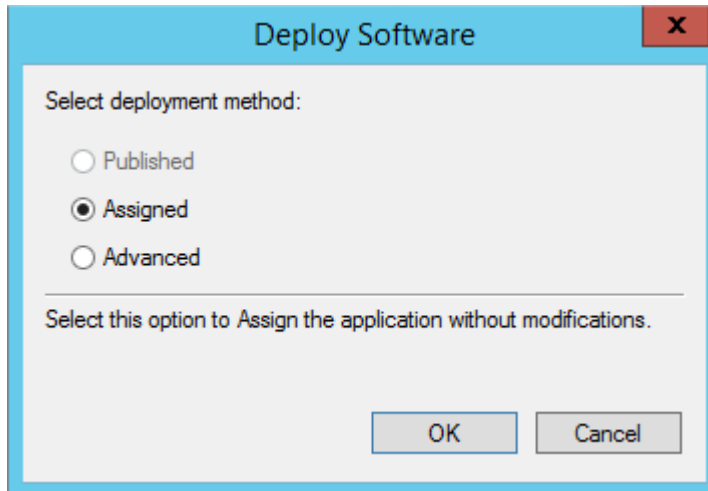 Deploy Software
x
Select deployment method:
Published
Assigned
Advanced
Select this option to Assign the application without modifications.
OK Cancel